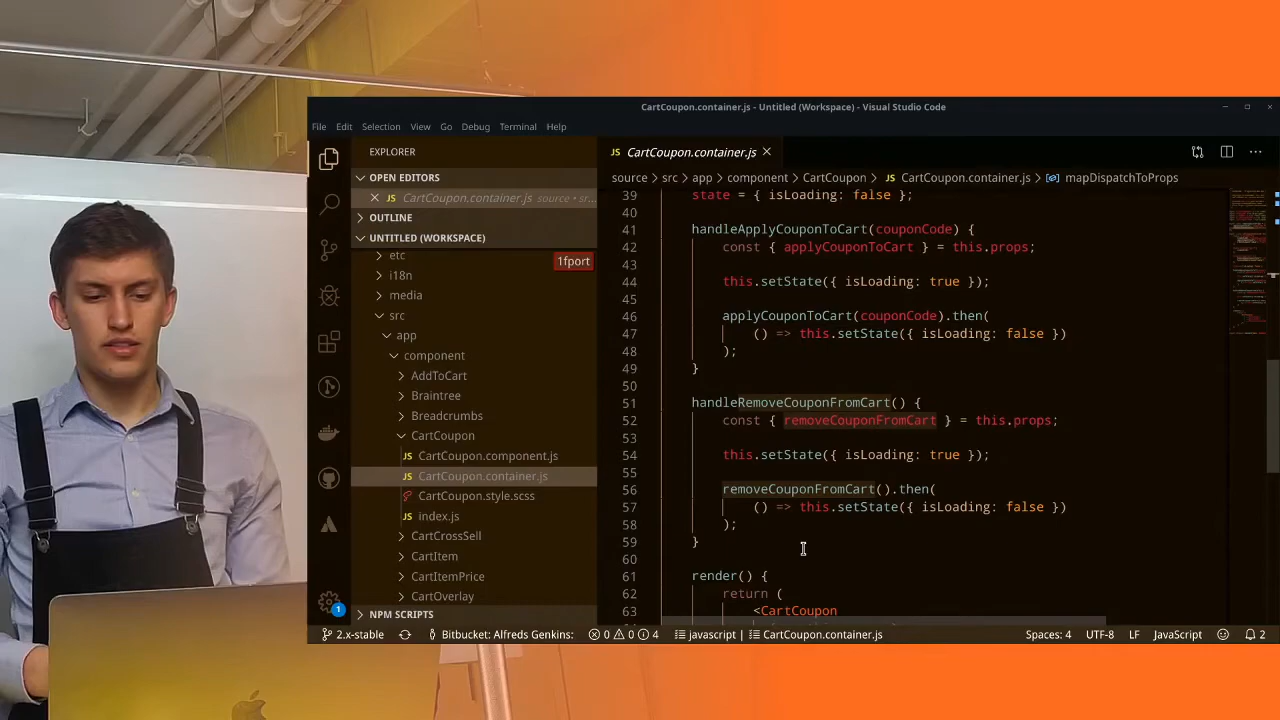 CartCoupon.container.js - Untitled (Workspace) - Visual Studio Code
File Edit Selection View Go Debug Terminal Help
EXPLORER
OPEN EDITORS
CartCoupon.container.js source • sr...
OUTLINE
UNTITLED (WORKSPACE)
etc
1fport
i18n
media
src
app
component
AddToCart
Braintree
Breadcrumbs
CartCoupon
CartCoupon.component.js
JS CartCoupon.container.js
CartCoupon.style.scss
JS index.js
CartCrossSell
CartItem
CartItemPrice
CartOverlay
NPM SCRIPTS
JS CartCoupon.container.js
source > src > app > component > CartCoupon > JS CartCoupon.container.js > mapDispatchToProps
39 state = { isLoading: false };
40
41 handleApplyCouponToCart(couponCode) {
42 const { applyCouponToCart } = this.props;
43
44 this.setState({ isLoading: true });
45
46 applyCouponToCart(couponCode).then(
47 () => this.setState({ isLoading: false })
48 );
49 }
50
51 handleRemoveCouponFromCart() {
52 const { removeCouponFromCart } = this.props;
53
54 this.setState({ isLoading: true });
55
56 removeCouponFromCart().then(
57 () => this.setState({ isLoading: false })
58 );
59 }
60
61 render() {
62 return (
63 <CartCoupon
2.x-stable Bitbucket: Alfreds Genkins: 0 0 4 javascript | CartCoupon.container.js Spaces: 4 UTF-8 LF JavaScript 2
1